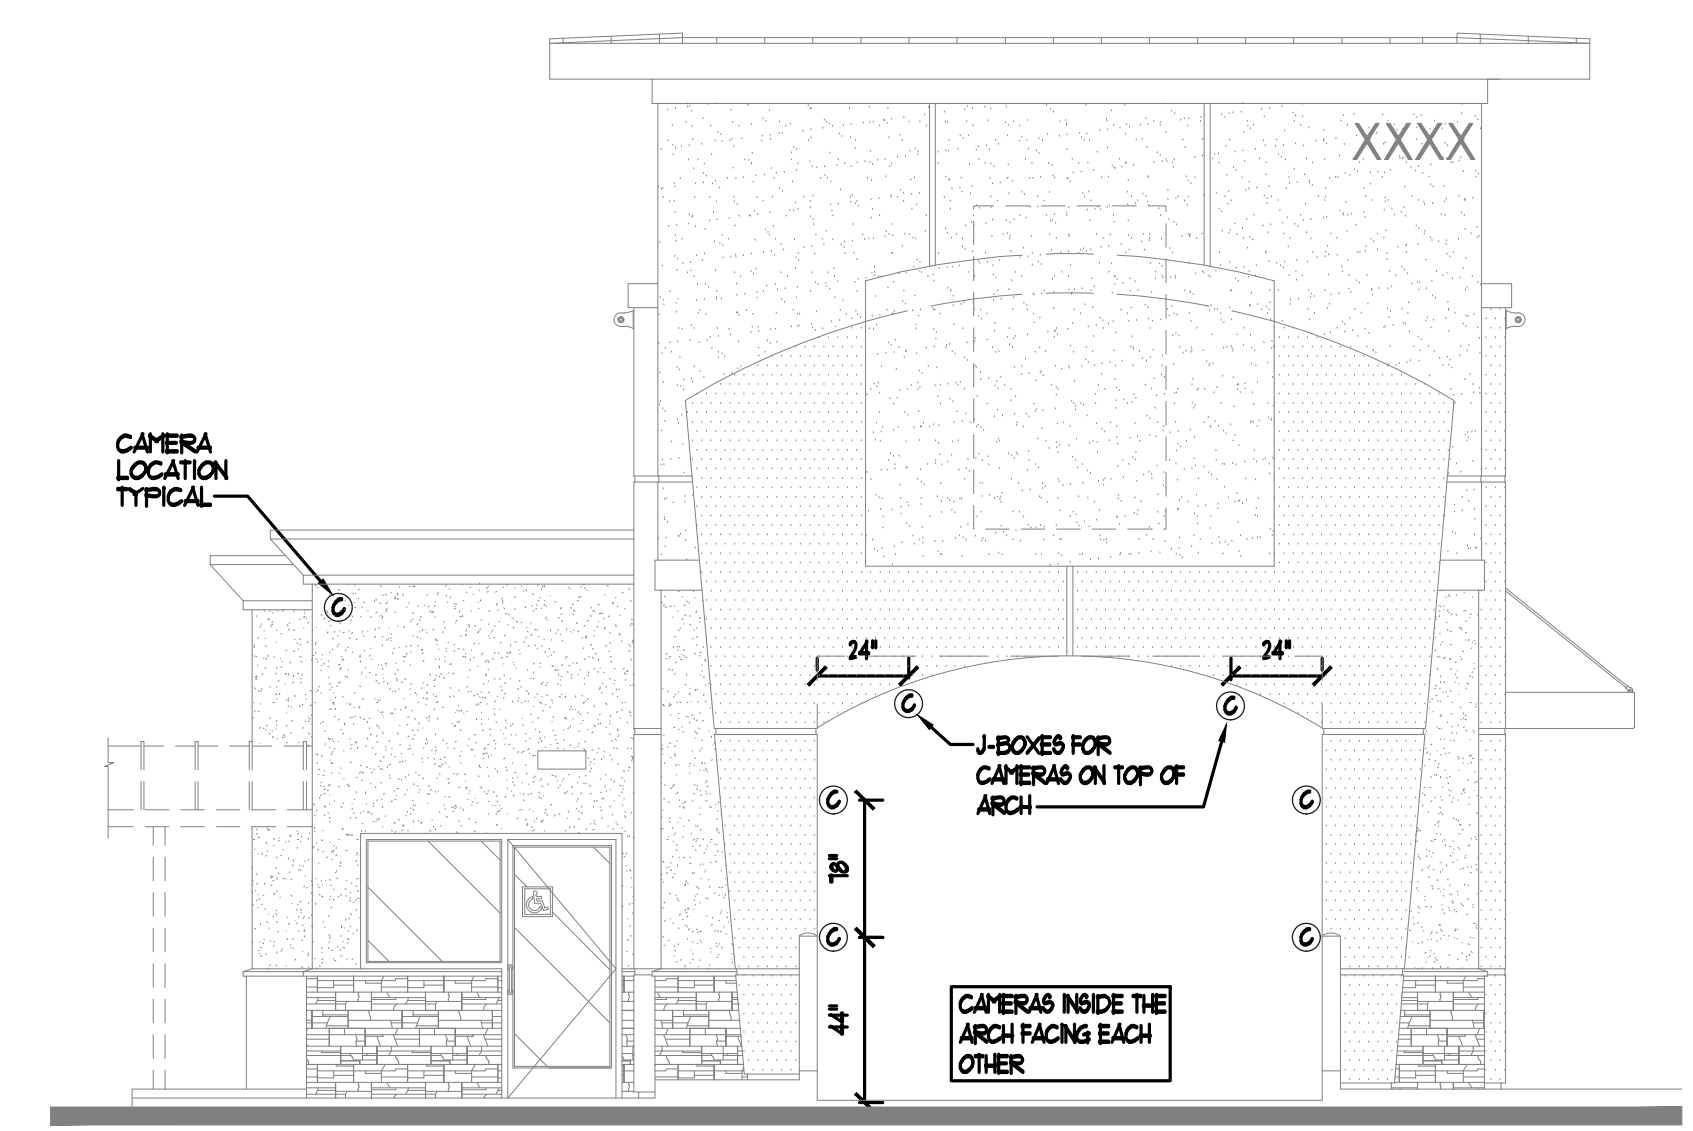 XXXX
CAMERA
LOCATION
TYPICAL
C
24"
24"
C
C
J-BOXES FOR
CAMERAS ON TOP OF
ARCH
C
C
78"
C
C
44"
CAMERAS INSIDE THE
ARCH FACING EACH
OTHER